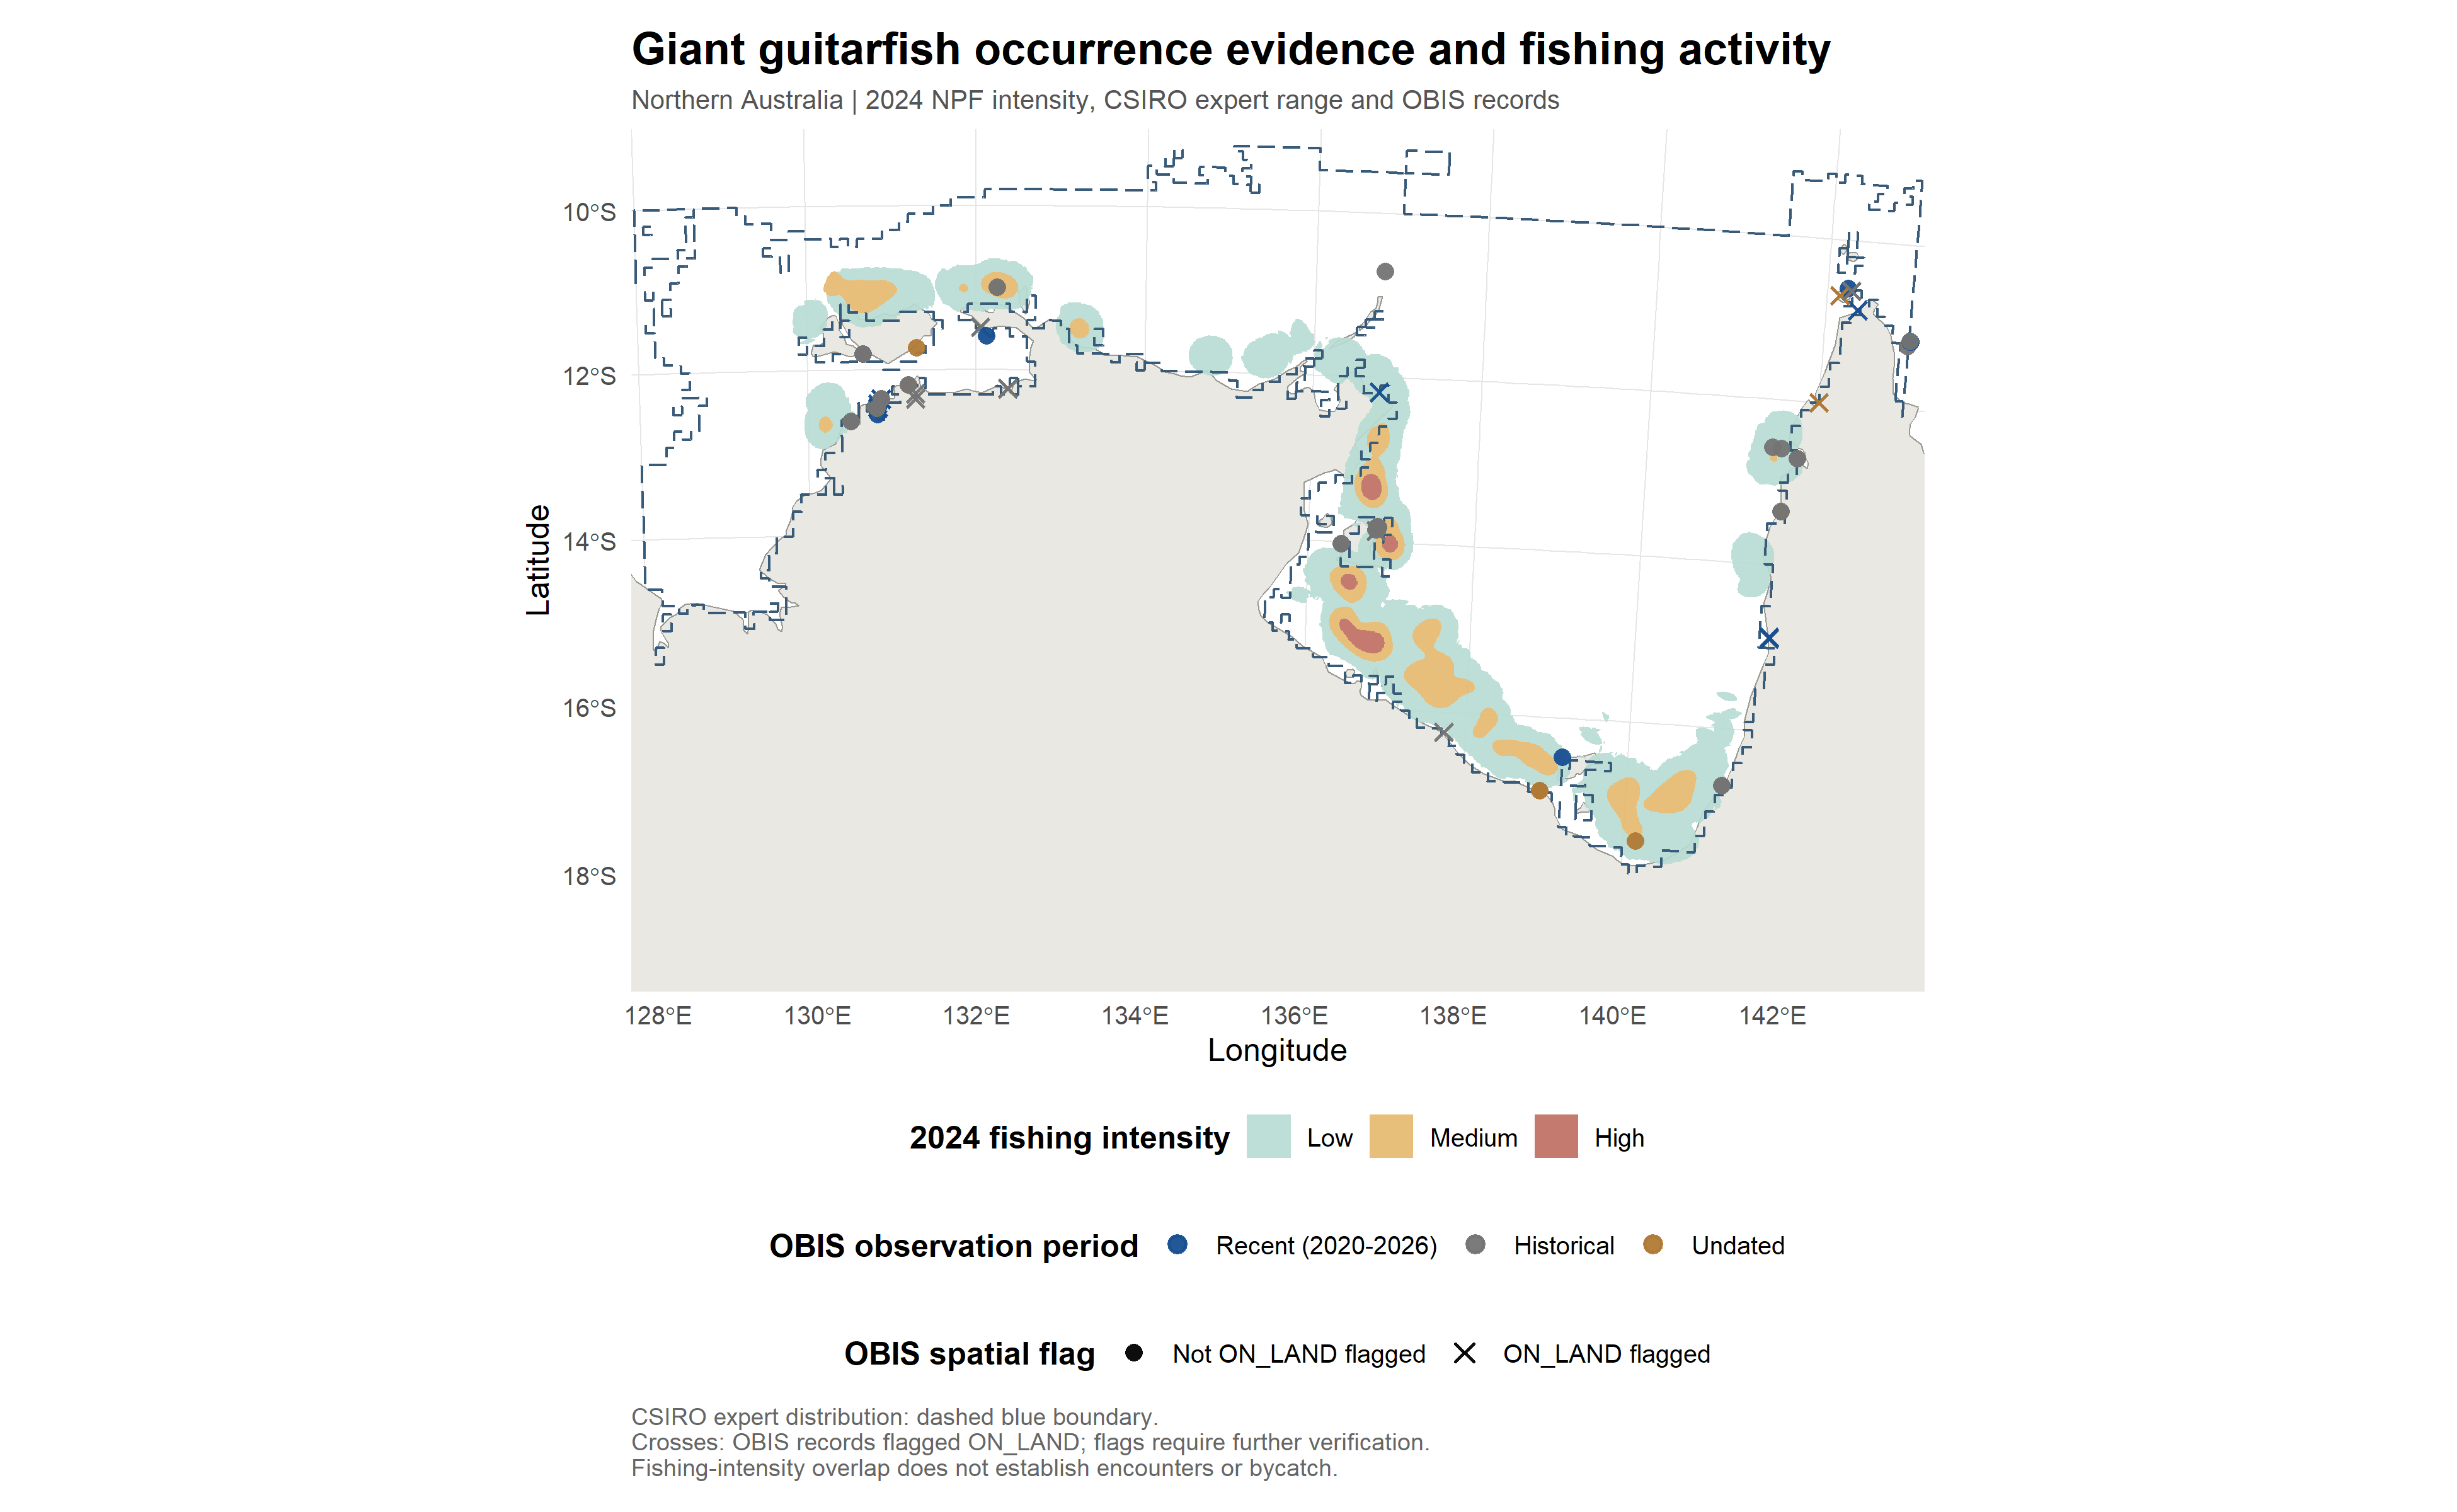 Giant guitarfish occurrence evidence and fishing activity
Northern Australia | 2024 NPF intensity, CSIRO expert range and OBIS records
Latitude
10°S
12°S
14°S
16°S
18°S
128°E 130°E 132°E 134°E 136°E 138°E 140°E 142°E
Longitude
2024 fishing intensity Low Medium High
OBIS observation period Recent (2020-2026) Historical Undated
OBIS spatial flag Not ON_LAND flagged ON_LAND flagged
CSIRO expert distribution: dashed blue boundary.
Crosses: OBIS records flagged ON_LAND; flags require further verification.
Fishing-intensity overlap does not establish encounters or bycatch.